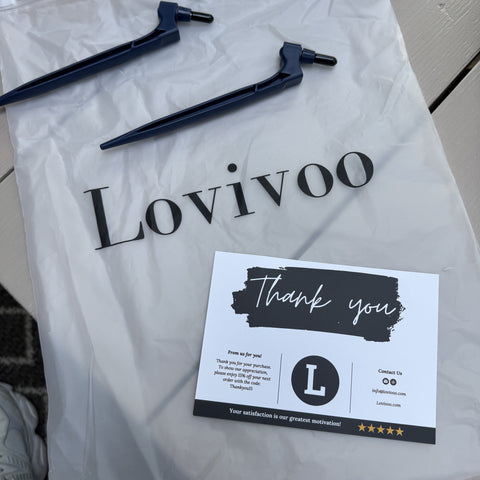 Lovivoo
Thank you
From us for you!
Thank you for your purchase.
To show our appreciation,
please enjoy 15% off your next
order with the code:
Thankyou15
L
Contact Us
info@lovivoo.com
Lovivoo.com
Your satisfaction is our greatest motivation!